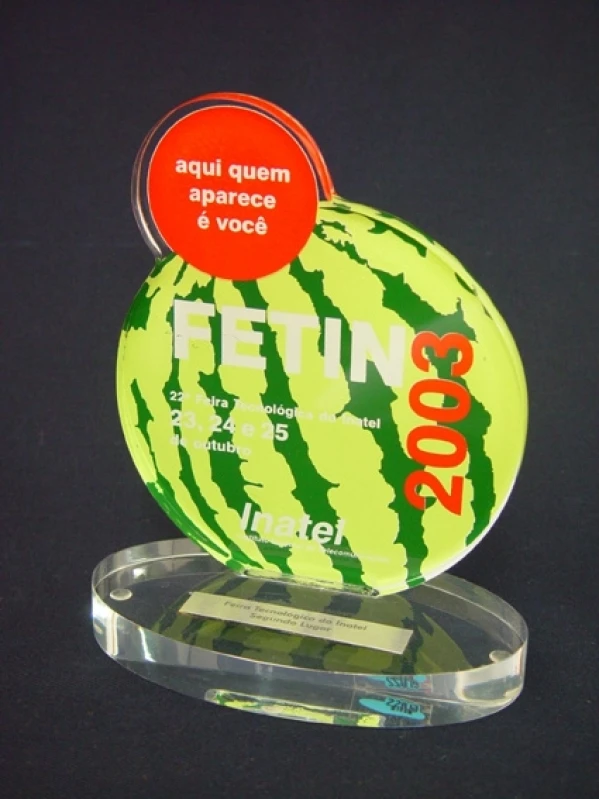 aqui quem
aparece
é você
FETIN
2003
22ª Feira Tecnológica do Inatel
23, 24 e 25
de outubro
Inatel
Feira Tecnológica do Inatel
Segundo Lugar